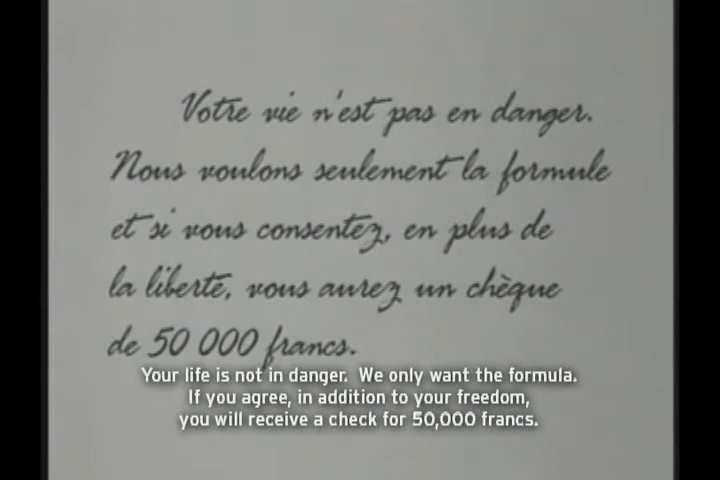 Votre vie n'est pas en danger.
Nous voulons seulement la formule
et si vous consentez, en plus de
la liberté, vous aurez un chèque
de 50 000 francs.
Your life is not in danger. We only want the formula.
If you agree, in addition to your freedom,
you will receive a check for 50,000 francs.